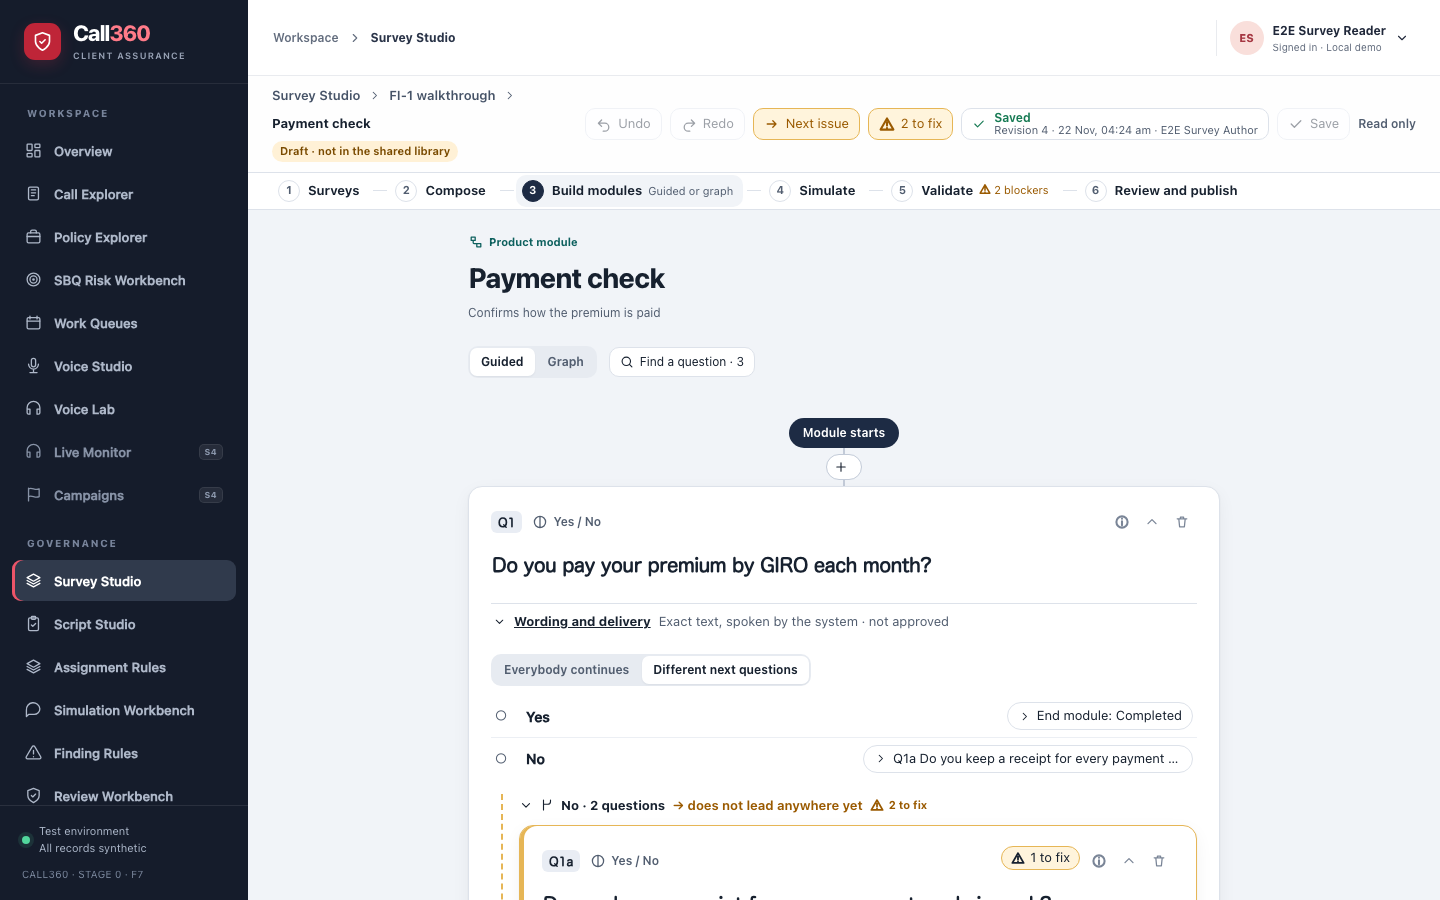 Call360
CLIENT ASSURANCE
WORKSPACE
Overview
Call Explorer
Policy Explorer
SBQ Risk Workbench
Work Queues
Voice Studio
Voice Lab
Live Monitor S4
Campaigns S4
GOVERNANCE
Survey Studio
Script Studio
Assignment Rules
Simulation Workbench
Finding Rules
Review Workbench
Test environment
All records synthetic
CALL360 · STAGE 0 · F7
Workspace > Survey Studio
ES
E2E Survey Reader
Signed in · Local demo
Survey Studio > FI-1 walkthrough >
Payment check
Draft · not in the shared library
Undo
Redo
→ Next issue
2 to fix
Saved
Revision 4 · 22 Nov, 04:24 am · E2E Survey Author
Save
Read only
1 Surveys
2 Compose
3 Build modules Guided or graph
4 Simulate
5 Validate 2 blockers
6 Review and publish
Product module
Payment check
Confirms how the premium is paid
Guided Graph
Find a question · 3
Module starts
+
Q1 Yes / No
Do you pay your premium by GIRO each month?
Wording and delivery Exact text, spoken by the system · not approved
Everybody continues Different next questions
Yes > End module: Completed
No > Q1a Do you keep a receipt for every payment ...
No · 2 questions → does not lead anywhere yet 2 to fix
Q1a Yes / No 1 to fix